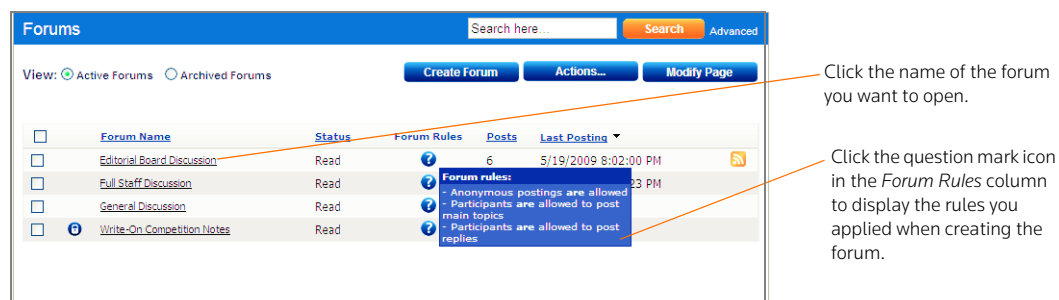 Forums
Search here...
Search
Advanced
View: Active Forums Archived Forums
Create Forum
Actions...
Modify Page
Click the name of the forum
you want to open.
Forum Name Status Forum Rules Posts Last Posting
Editorial Board Discussion Read ? 6 5/19/2009 8:02:00 PM
Full Staff Discussion Read ? 23 PM
General Discussion Read ?
Write-On Competition Notes Read ?
Forum rules:
- Anonymous postings are allowed
- Participants are allowed to post
main topics
- Participants are allowed to post
replies
Click the question mark icon
in the Forum Rules column
to display the rules you
applied when creating the
forum.